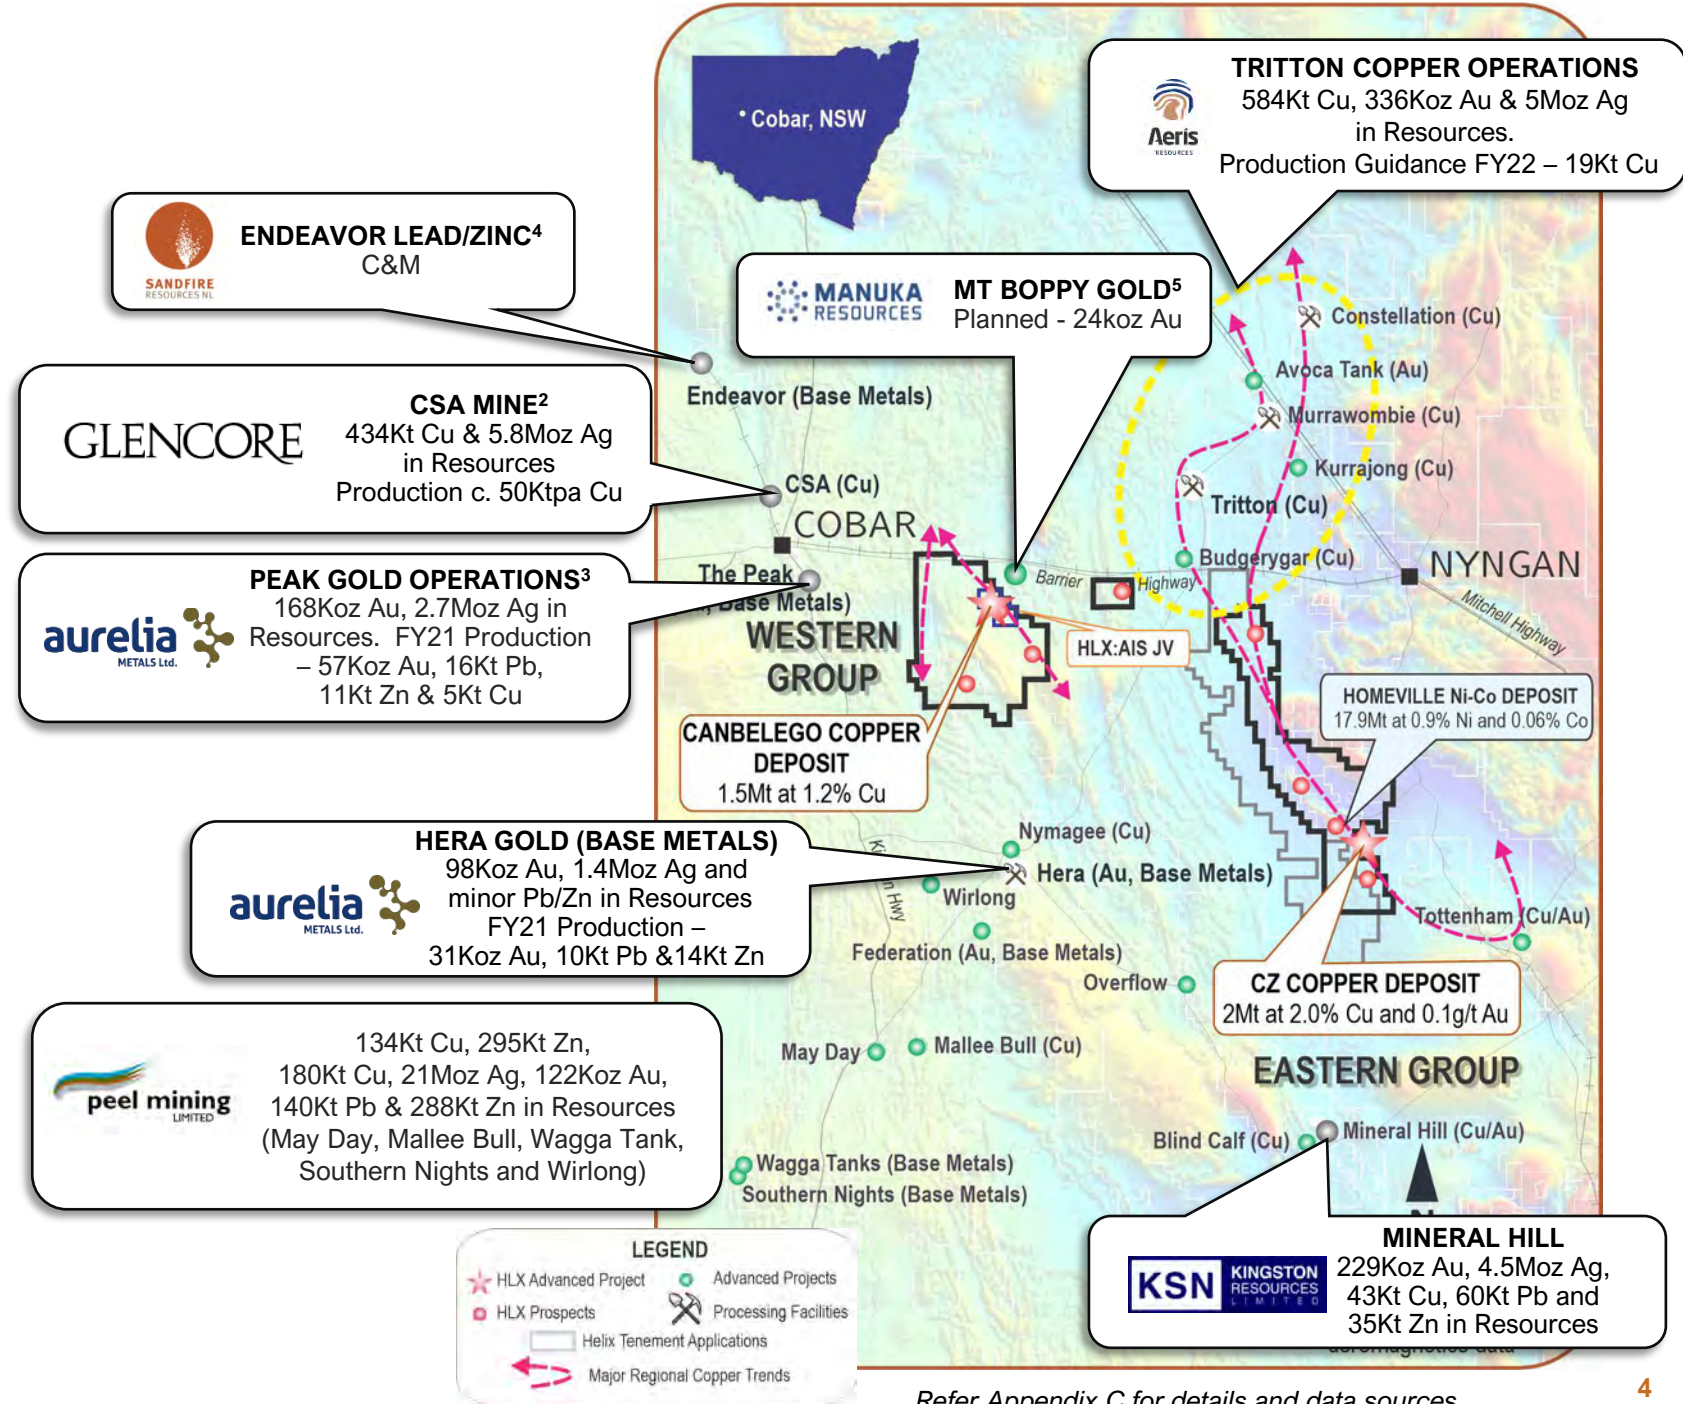 Cobar, NSW
Aeris
RESOURCES
TRITTON COPPER OPERATIONS
584Kt Cu, 336Koz Au & 5Moz Ag
in Resources.
Production Guidance FY22 – 19Kt Cu
SANDFIRE
RESOURCES NL
ENDEAVOR LEAD/ZINC4
C&M
MANUKA
RESOURCES
MT BOPPY GOLD5
Planned - 24koz Au
Constellation (Cu)
Avoca Tank (Au)
Endeavor (Base Metals)
Murrawombie (Cu)
GLENCORE
CSA MINE2
434Kt Cu & 5.8Moz Ag
in Resources
Production c. 50Ktpa Cu
CSA (Cu)
COBAR
Kurrajong (Cu)
Tritton (Cu)
Budgerygar (Cu)
NYNGAN
Barrier
Highway
Mitchell Highway
aurelia
METALS Ltd.
PEAK GOLD OPERATIONS3
168Koz Au, 2.7Moz Ag in
Resources. FY21 Production
– 57Koz Au, 16Kt Pb,
11Kt Zn & 5Kt Cu
The Peak
, Base Metals)
WESTERN
GROUP
HLX:AIS JV
HOMEVILLE Ni-Co DEPOSIT
17.9Mt at 0.9% Ni and 0.06% Co
CANBELEGO COPPER
DEPOSIT
1.5Mt at 1.2% Cu
aurelia
METALS Ltd.
HERA GOLD (BASE METALS)
98Koz Au, 1.4Moz Ag and
minor Pb/Zn in Resources
FY21 Production –
31Koz Au, 10Kt Pb &14Kt Zn
Nymagee (Cu)
Hera (Au, Base Metals)
Hwy
Wirlong
Federation (Au, Base Metals)
Overflow
Tottenham (Cu/Au)
CZ COPPER DEPOSIT
2Mt at 2.0% Cu and 0.1g/t Au
peel mining
LIMITED
134Kt Cu, 295Kt Zn,
180Kt Cu, 21Moz Ag, 122Koz Au,
140Kt Pb & 288Kt Zn in Resources
(May Day, Mallee Bull, Wagga Tank,
Southern Nights and Wirlong)
May Day
Mallee Bull (Cu)
EASTERN GROUP
Blind Calf (Cu)
Mineral Hill (Cu/Au)
Wagga Tanks (Base Metals)
Southern Nights (Base Metals)
KSN
KINGSTON
RESOURCES
LIMITED
MINERAL HILL
229Koz Au, 4.5Moz Ag,
43Kt Cu, 60Kt Pb and
35Kt Zn in Resources
aeromagnetics data
LEGEND
HLX Advanced Project
Advanced Projects
HLX Prospects
Processing Facilities
Helix Tenement Applications
Major Regional Copper Trends
Refer Appendix C for details and data sources
4